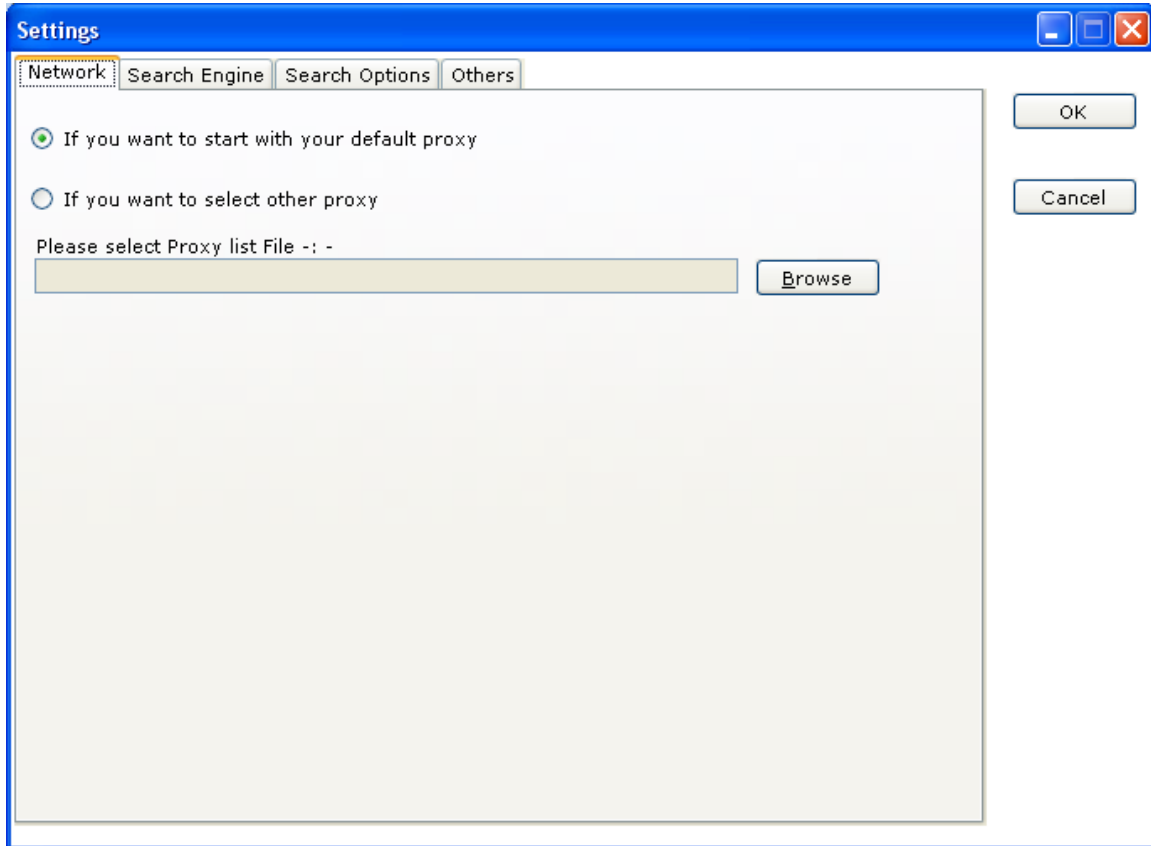 Settings
Network Search Engine Search Options Others
OK
If you want to start with your default proxy
If you want to select other proxy
Cancel
Please select Proxy list File -: -
Browse